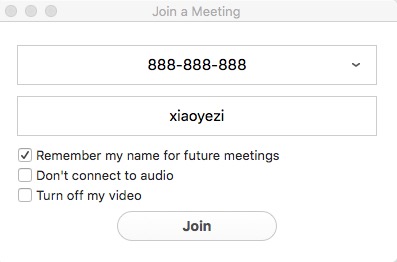 Join a Meeting
888-888-888
xiaoyezi
Remember my name for future meetings
Don't connect to audio
Turn off my video
Join